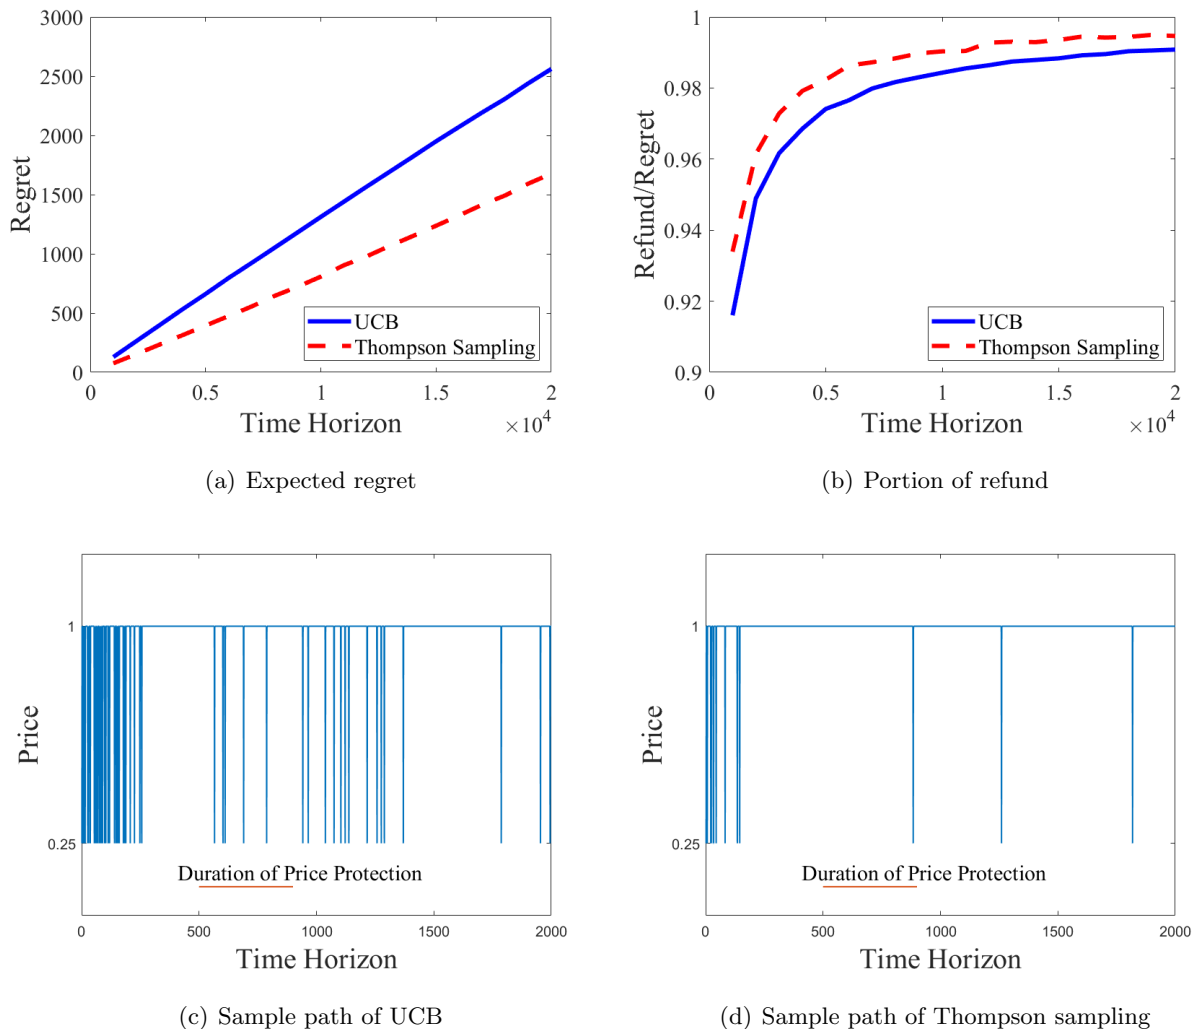 3000
2500
2000
1500
1000
500
0
Regret
UCB
Thompson Sampling
0 0.5 1 1.5 2
Time Horizon ×10^4
(a) Expected regret
1
0.98
0.96
0.94
0.92
0.9
Refund/Regret
UCB
Thompson Sampling
0 0.5 1 1.5 2
Time Horizon ×10^4
(b) Portion of refund
1
0.25
Price
Duration of Price Protection
0 500 1000 1500 2000
Time Horizon
(c) Sample path of UCB
1
0.25
Price
Duration of Price Protection
0 500 1000 1500 2000
Time Horizon
(d) Sample path of Thompson sampling